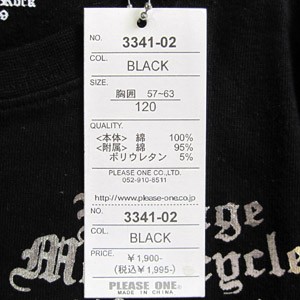 Rock
9
NO. 3341-02
COL. BLACK
SIZE.
胸囲 57~63
120
QUALITY.
<本体> 綿 100%
<附属> 綿 95%
ポリウレタン 5%
PLEASE ONE CO.,LTD.
052-910-8511
http://www.please-one.co.jp/
NO. 3341-02
COL. BLACK
PRICE. ¥1,900-
(税込¥1,995-)
PLEASE ONE.
MADE IN CHINA